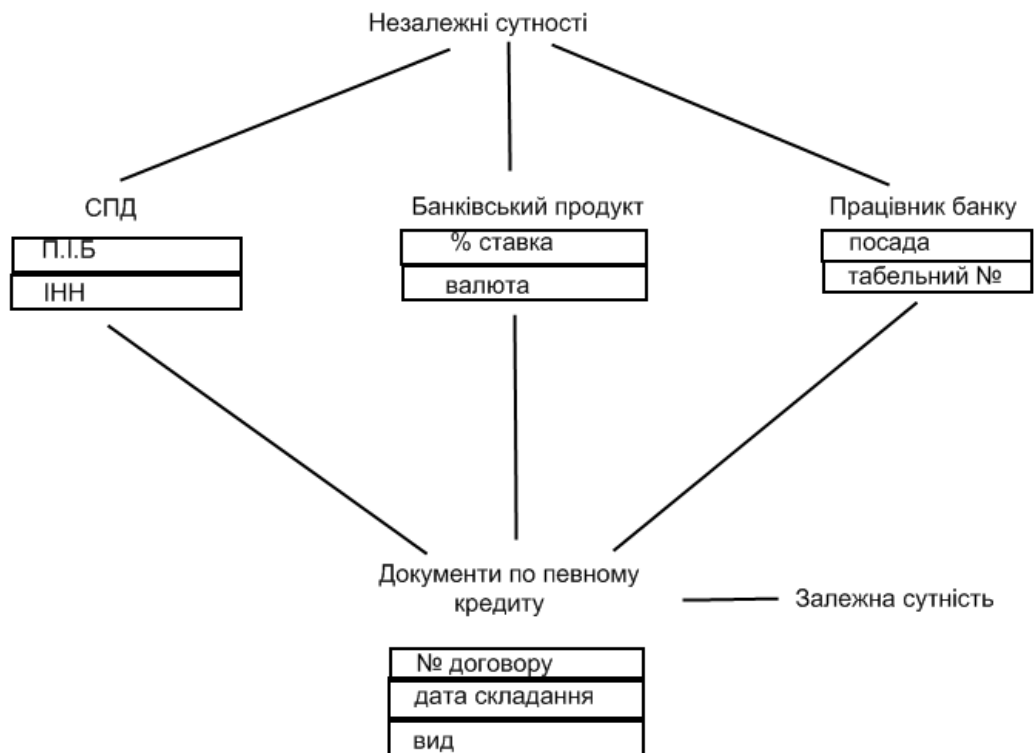 Незалежні сутності
СПД
П.І.Б
ІНН
Банківський продукт
% ставка
валюта
Працівник банку
посада
табельний №
Документи по певному
кредиту
Залежна сутність
№ договору
дата складання
вид